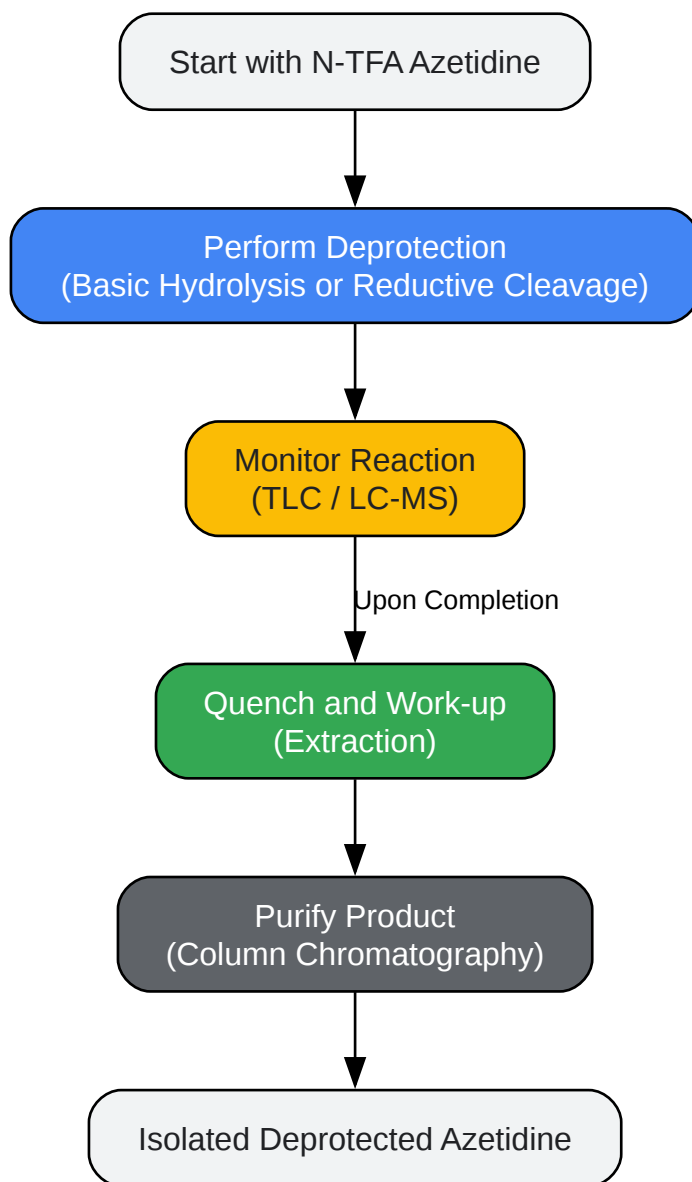 Start with N-TFA Azetidine
Perform Deprotection
(Basic Hydrolysis or Reductive Cleavage)
Monitor Reaction
(TLC / LC-MS)
Upon Completion
Quench and Work-up
(Extraction)
Purify Product
(Column Chromatography)
Isolated Deprotected Azetidine